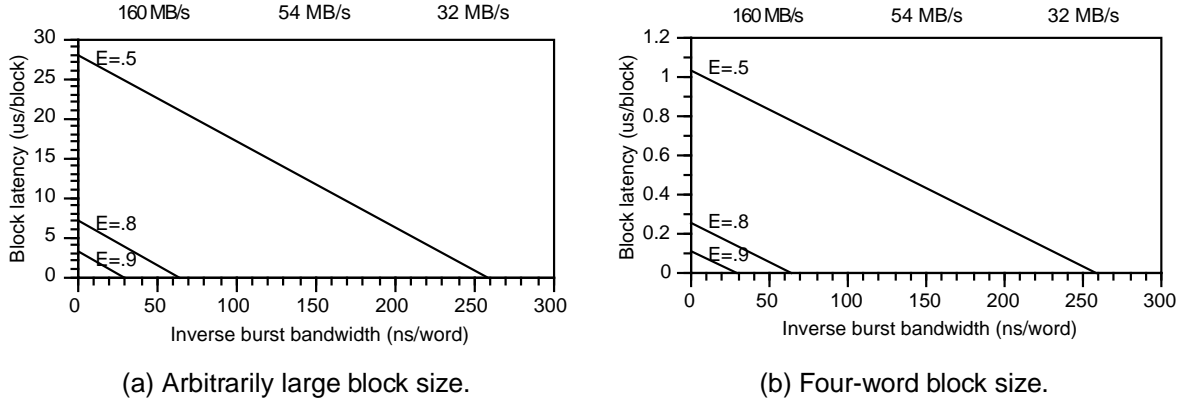 160 MB/s 54 MB/s 32 MB/s
30
25
20
15
10
5
0
Block latency (us/block)
E=.5
E=.8
E=.9
0 50 100 150 200 250 300
Inverse burst bandwidth (ns/word)
(a) Arbitrarily large block size.
160 MB/s 54 MB/s 32 MB/s
1.2
1
0.8
0.6
0.4
0.2
0
Block latency (us/block)
E=.5
E=.8
E=.9
0 50 100 150 200 250 300
Inverse burst bandwidth (ns/word)
(b) Four-word block size.